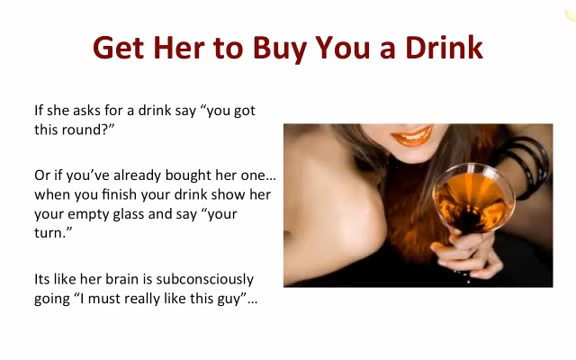 Get Her to Buy You a Drink
If she asks for a drink say “you got
this round?”
Or if you’ve already bought her one…
when you finish your drink show her
your empty glass and say “your
turn.”
Its like her brain is subconsciously
going “I must really like this guy”…